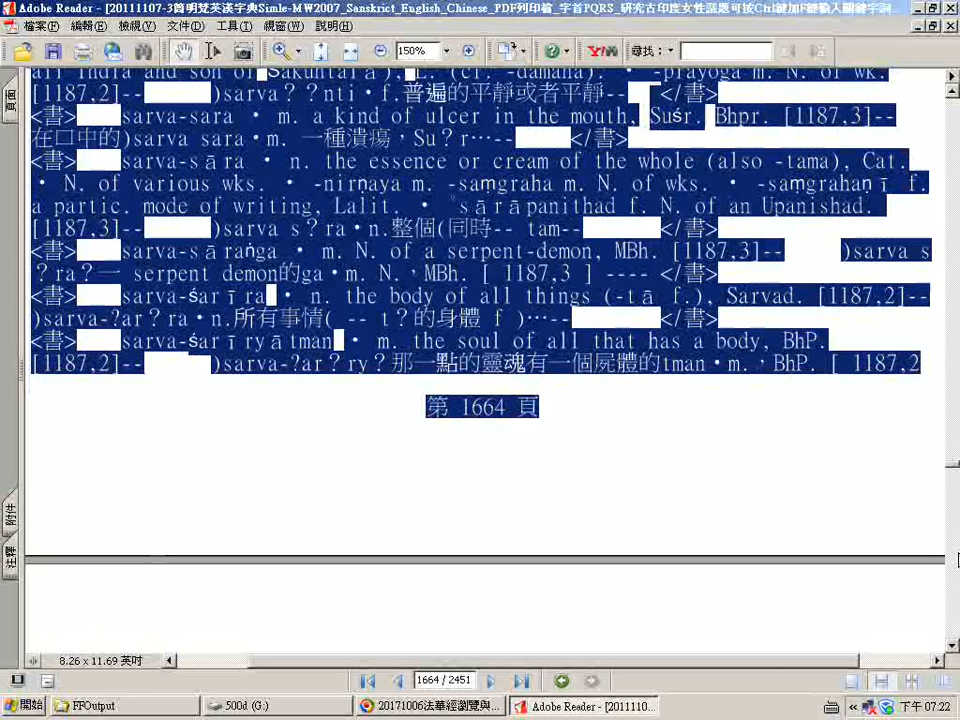 Adobe Reader - [20111107-3簡明梵英漢字典Simle-MW2007_Sanskrict_English_Chinese_PDF列印檔_字首PQRS_研究古印度女性議題可按Ctrl鍵加F鍵輸入關鍵字詞
檔案(F) 編輯(E) 檢視(V) 文件(D) 工具(T) 視窗(W) 說明(H)
150% 尋找：
頁面
all India and son of Śakuntalā), L. (cf. -damana). • -prayoga m. N. of wk.
[1187,2]-- )sarva？？nti • f.普遍的平靜或者平靜-- </書>
<書> sarva-sara • m. a kind of ulcer in the mouth, Suśr. Bhpr. [1187,3]--
在口中的)sarva sara•m. 一種潰瘍，Su？r…-- </書>
<書> sarva-sāra • n. the essence or cream of the whole (also -tama), Cat.
• N. of various wks. • -nirṇaya m. -saṃgraha m. N. of wks. • -saṃgrahaṇī f.
a partic. mode of writing, Lalit. • °sārāpanithad f. N. of an Upanishad.
[1187,3]-- )sarva s？ra•n.整個(同時-- tam-- </書>
<書> sarva-sāraṅga • m. N. of a serpent-demon, MBh. [1187,3]-- )sarva s
？ra？一 serpent demon的ga•m. N.，MBh. [ 1187,3 ] ---- </書>
<書> sarva-śarīra • n. the body of all things (-tā f.), Sarvad. [1187,2]--
)sarva-?ar？ra•n.所有事情( -- t？的身體 f )…-- </書>
<書> sarva-śarīryātman • m. the soul of all that has a body, BhP.
[1187,2]-- )sarva-?ar？ry？那一點的靈魂有一個屍體的tman•m.，BhP. [ 1187,2
第 1664 頁
附件
注釋
8.26 x 11.69 英吋
1664 / 2451
開始 FFOutput 500d (G:) 20171006法華經瀏覽與... Adobe Reader - [2011110... 下午 07:22